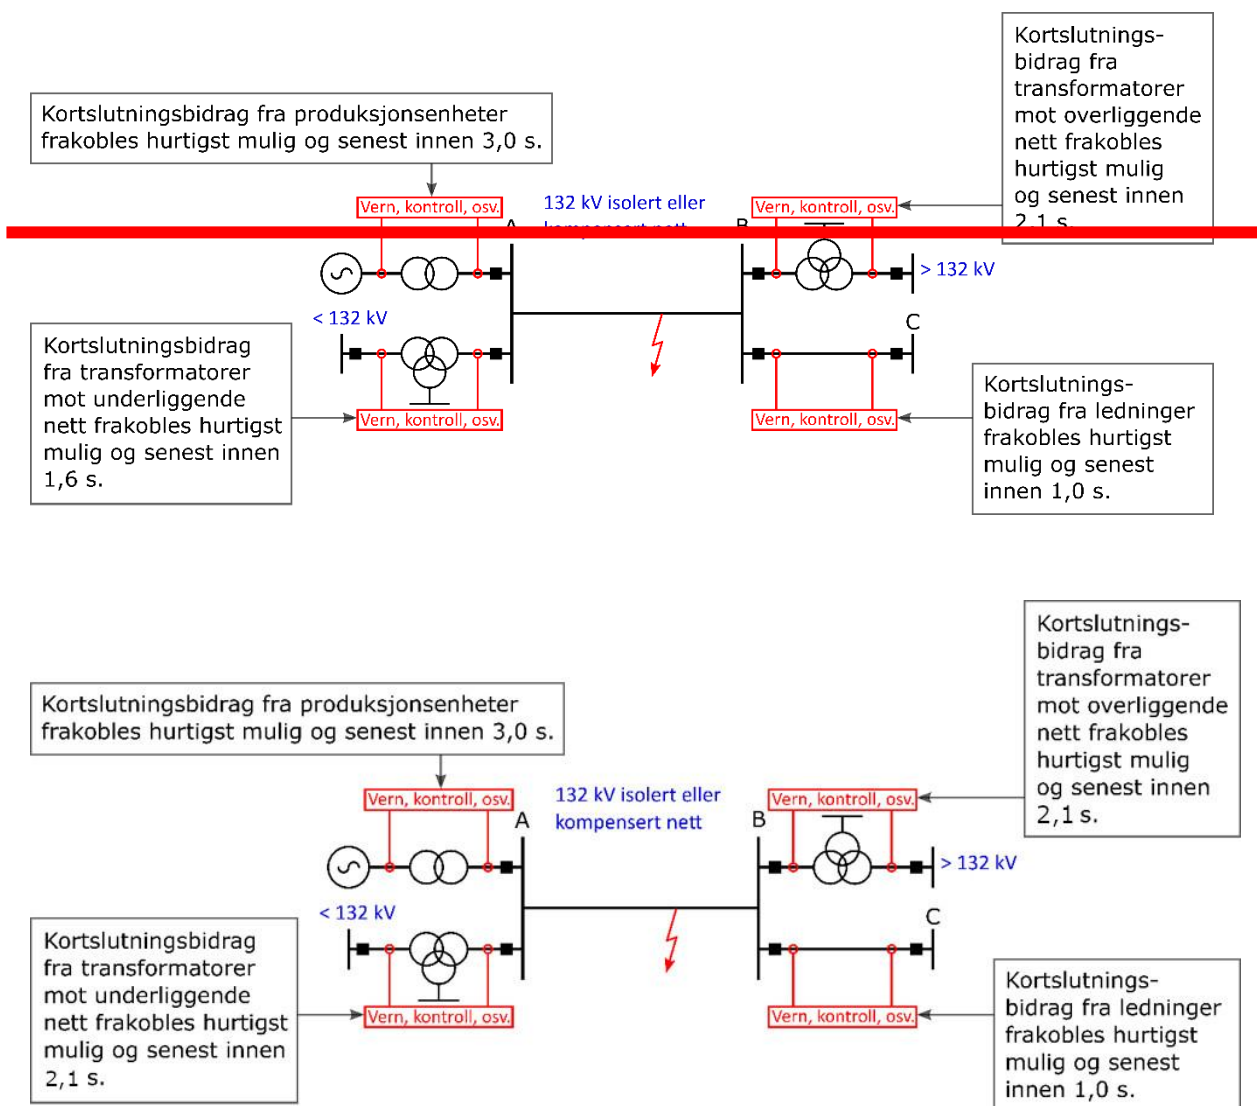 Kortslutnings-
bidrag fra
transformatorer
mot overliggende
nett frakobles
hurtigst mulig
og senest innen
2,1 s.
Kortslutningsbidrag fra produksjonsenheter
frakobles hurtigst mulig og senest innen 3,0 s.
Vern, kontroll, osv.
132 kV isolert eller
kompensert nett
Vern, kontroll, osv.
A
B
> 132 kV
< 132 kV
C
Kortslutningsbidrag
fra transformatorer
mot underliggende
nett frakobles hurtigst
mulig og senest innen
1,6 s.
Vern, kontroll, osv.
Vern, kontroll, osv.
Kortslutnings-
bidrag fra ledninger
frakobles hurtigst
mulig og senest
innen 1,0 s.
Kortslutnings-
bidrag fra
transformatorer
mot overliggende
nett frakobles
hurtigst mulig
og senest innen
2,1 s.
Kortslutningsbidrag fra produksjonsenheter
frakobles hurtigst mulig og senest innen 3,0 s.
Vern, kontroll, osv.
132 kV isolert eller
kompensert nett
Vern, kontroll, osv.
A
B
> 132 kV
< 132 kV
C
Kortslutningsbidrag
fra transformatorer
mot underliggende
nett frakobles hurtigst
mulig og senest innen
2,1 s.
Vern, kontroll, osv.
Vern, kontroll, osv.
Kortslutnings-
bidrag fra ledninger
frakobles hurtigst
mulig og senest
innen 1,0 s.